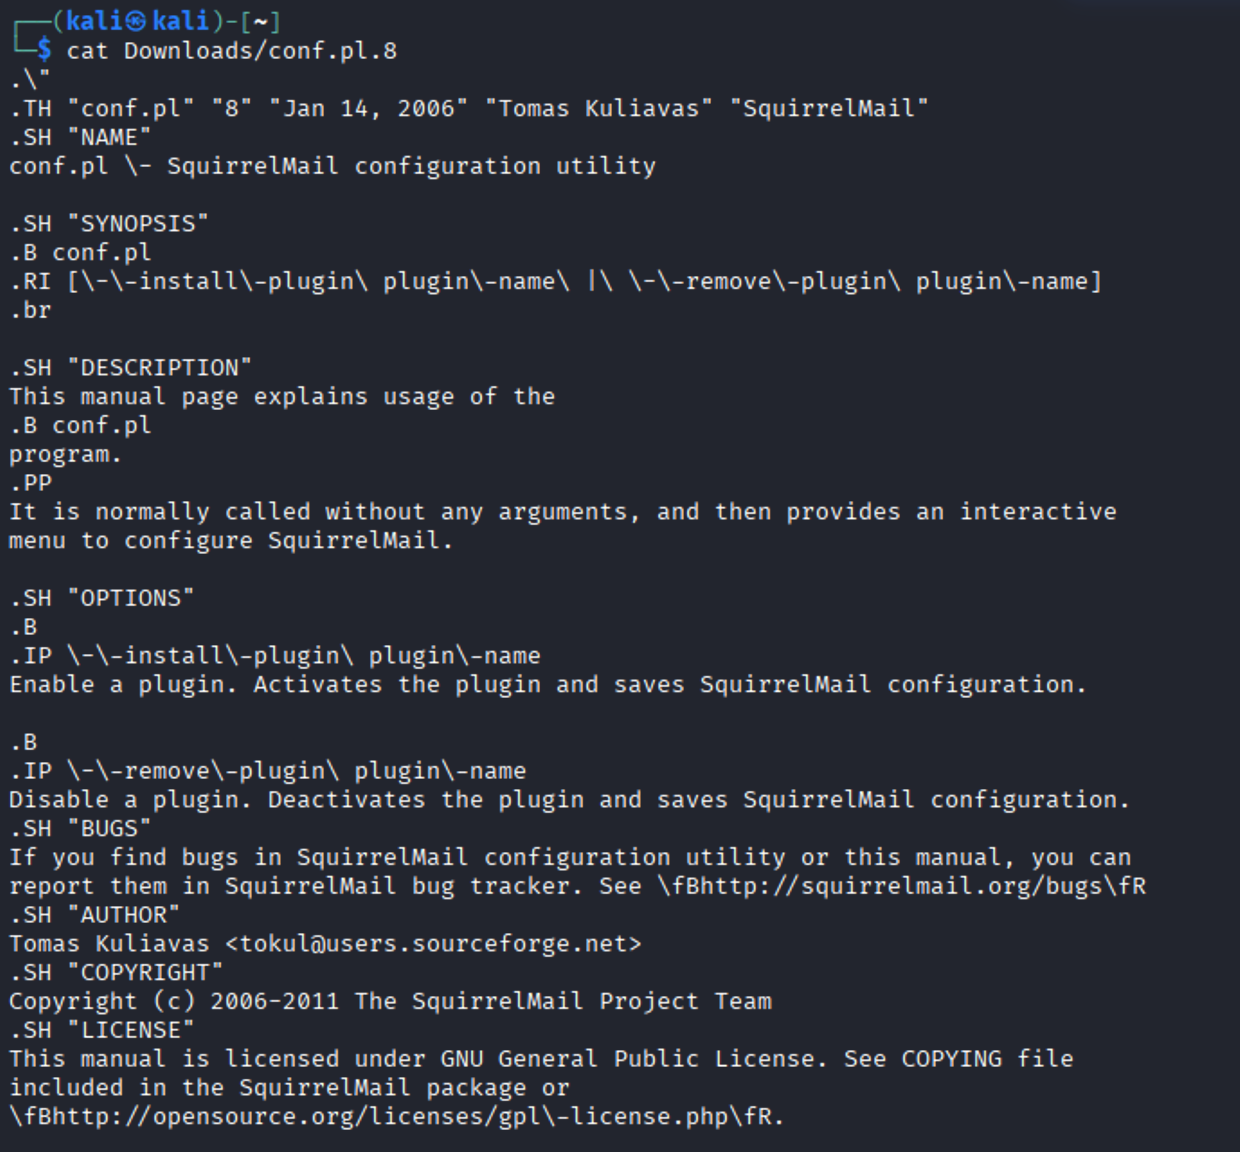 ┌──(kali㉿kali)-[~]
└─$ cat Downloads/conf.pl.8
.\"
.TH "conf.pl" "8" "Jan 14, 2006" "Tomas Kuliavas" "SquirrelMail"
.SH "NAME"
conf.pl \- SquirrelMail configuration utility

.SH "SYNOPSIS"
.B conf.pl
.RI [\-\-install\-plugin\ plugin\-name\ |\ \-\-remove\-plugin\ plugin\-name]
.br

.SH "DESCRIPTION"
This manual page explains usage of the
.B conf.pl
program.
.PP
It is normally called without any arguments, and then provides an interactive
menu to configure SquirrelMail.

.SH "OPTIONS"
.B
.IP \-\-install\-plugin\ plugin\-name
Enable a plugin. Activates the plugin and saves SquirrelMail configuration.

.B
.IP \-\-remove\-plugin\ plugin\-name
Disable a plugin. Deactivates the plugin and saves SquirrelMail configuration.
.SH "BUGS"
If you find bugs in SquirrelMail configuration utility or this manual, you can
report them in SquirrelMail bug tracker. See \fBhttp://squirrelmail.org/bugs\fR
.SH "AUTHOR"
Tomas Kuliavas <tokul@users.sourceforge.net>
.SH "COPYRIGHT"
Copyright (c) 2006-2011 The SquirrelMail Project Team
.SH "LICENSE"
This manual is licensed under GNU General Public License. See COPYING file
included in the SquirrelMail package or
\fBhttp://opensource.org/licenses/gpl\-license.php\fR.